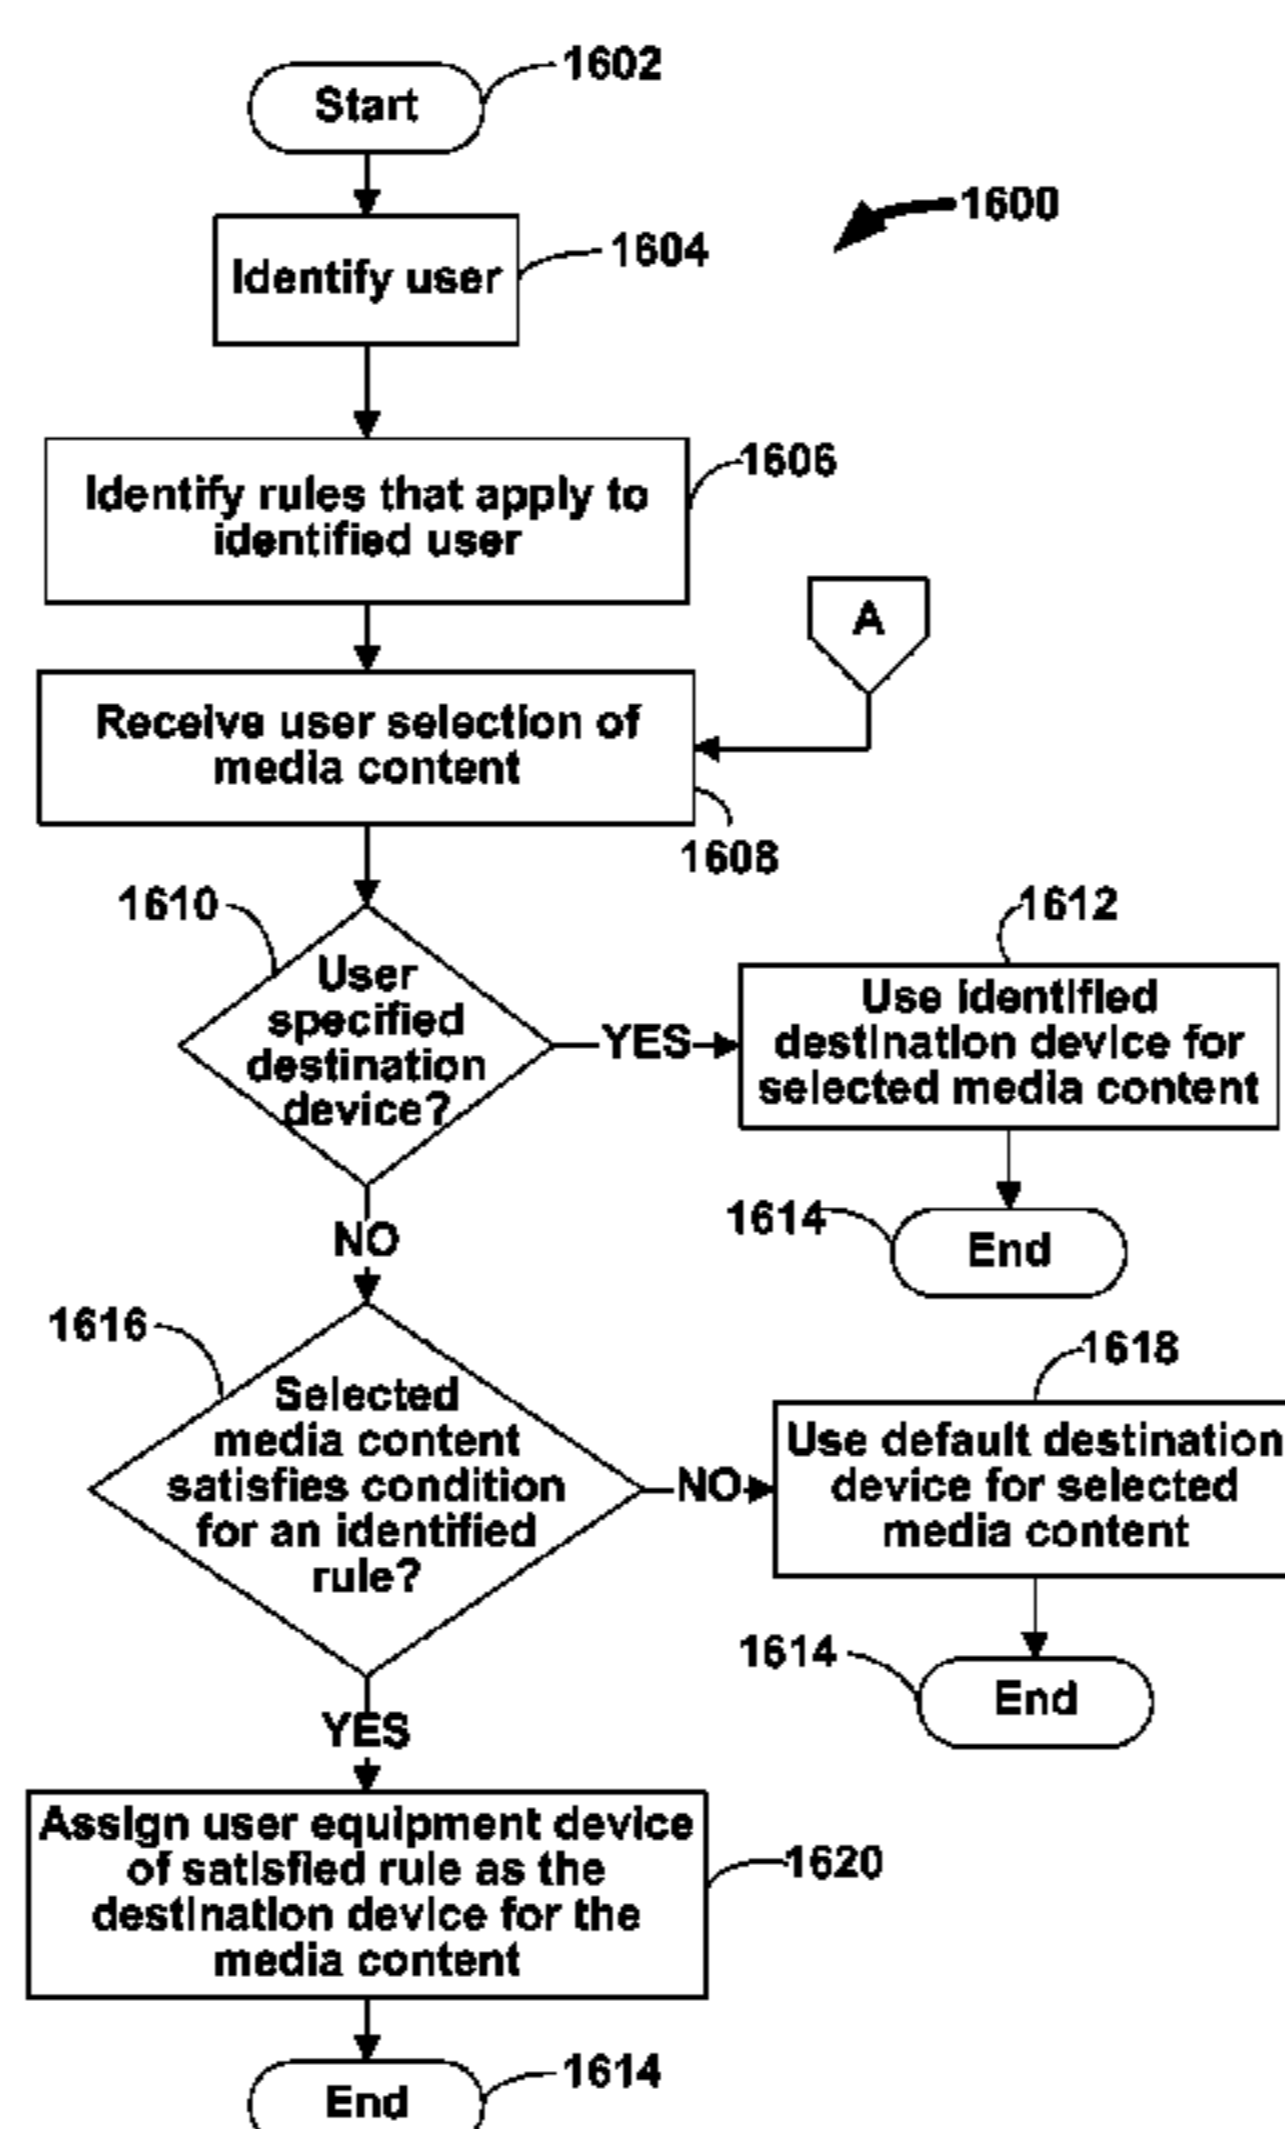 1602
Start
1600
1604
Identify user
1606
Identify rules that apply to
identified user
A
Receive user selection of
media content
1608
1610
User
specified
destination
device?
YES
1612
Use identified
destination device for
selected media content
1614
End
NO
1616
Selected
media content
satisfies condition
for an identified
rule?
NO
1618
Use default destination
device for selected
media content
1614
End
YES
Assign user equipment device
of satisfied rule as the
destination device for the
media content
1620
1614
End